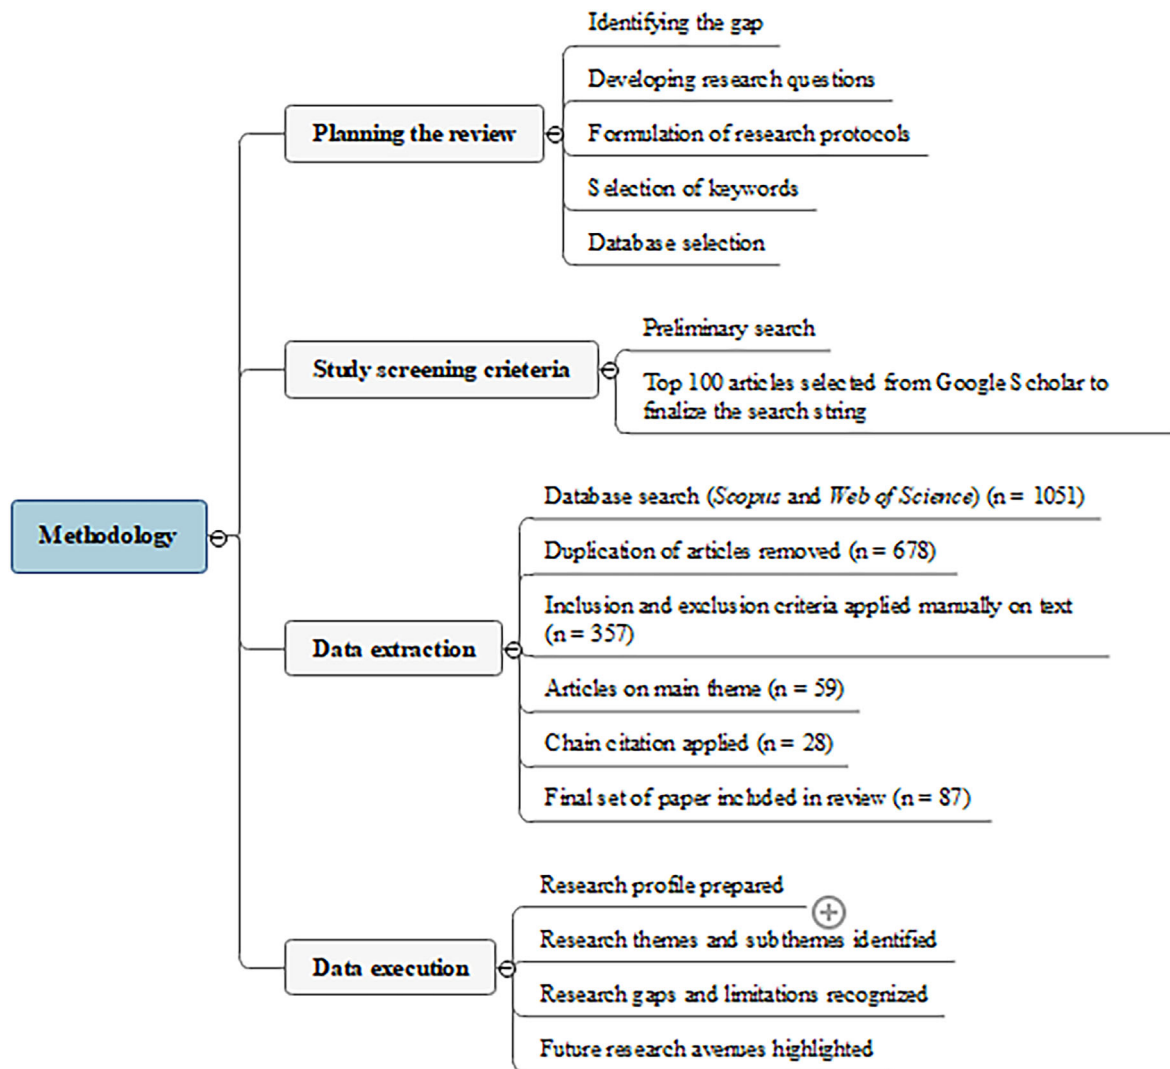 Methodology
Planning the review
Identifying the gap
Developing research questions
Formulation of research protocols
Selection of keywords
Database selection
Study screening crieteria
Preliminary search
Top 100 articles selected from Google Scholar to
finalize the search string
Data extraction
Database search (Scopus and Web of Science) (n = 1051)
Duplication of articles removed (n = 678)
Inclusion and exclusion criteria applied manually on text
(n = 357)
Articles on main theme (n = 59)
Chain citation applied (n = 28)
Final set of paper included in review (n = 87)
Data execution
Research profile prepared
Research themes and subthemes identified
Research gaps and limitations recognized
Future research avenues highlighted